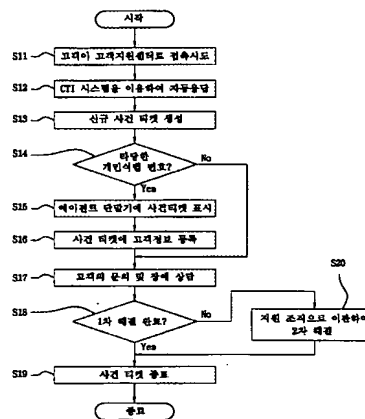 시작
S11
고객이 고객지원센터로 접촉시도
S12
CTI 시스템을 이용하여 자동응답
S13
신규 사건 티켓 생성
S14
타당한
개인식별 번호?
No
Yes
S15
에이전트 단말기에 사건티켓 표시
S16
사건 티켓에 고객정보 등록
S17
고객의 문의 및 장애 상담
S18
1차 해결 완료?
No
Yes
S20
지원 조직으로 이관하여
2차 해결
S19
사건 티켓 종료
종료